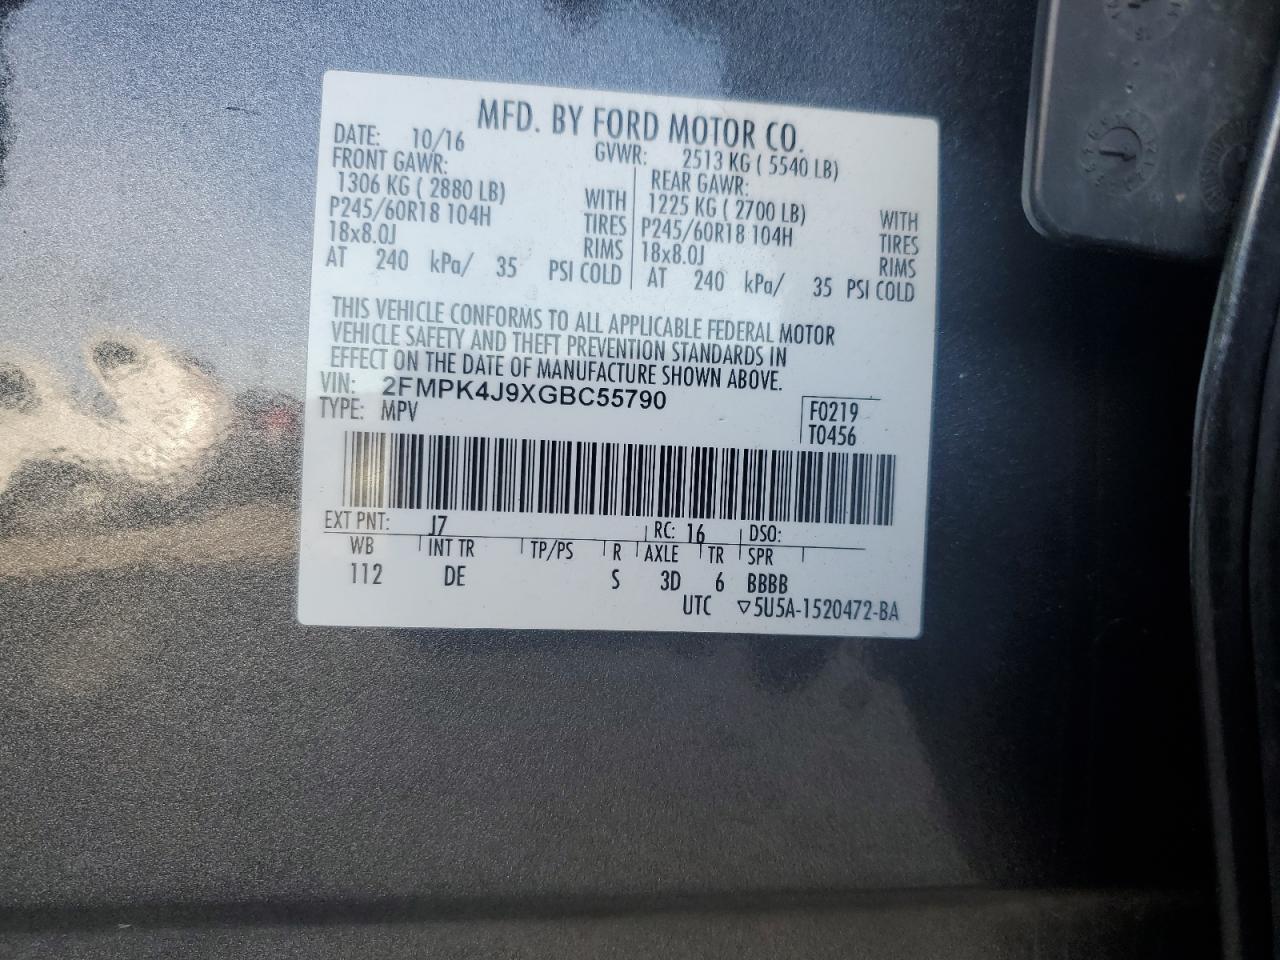 MFD. BY FORD MOTOR CO.
DATE: 10/16 GVWR: 2513 KG ( 5540 LB)
FRONT GAWR: REAR GAWR:
1306 KG ( 2880 LB) WITH 1225 KG ( 2700 LB) WITH
P245/60R18 104H TIRES P245/60R18 104H TIRES
18x8.0J RIMS 18x8.0J RIMS
AT 240 kPa/ 35 PSI COLD AT 240 kPa/ 35 PSI COLD
THIS VEHICLE CONFORMS TO ALL APPLICABLE FEDERAL MOTOR
VEHICLE SAFETY AND THEFT PREVENTION STANDARDS IN
EFFECT ON THE DATE OF MANUFACTURE SHOWN ABOVE.
VIN: 2FMPK4J9XGBC55790
TYPE: MPV
F0219
T0456
EXT PNT: J7 RC: 16 DSO:
WB INT TR TP/PS R AXLE TR SPR
112 DE S 3D 6 BBBB
UTC ▽5U5A-1520472-BA